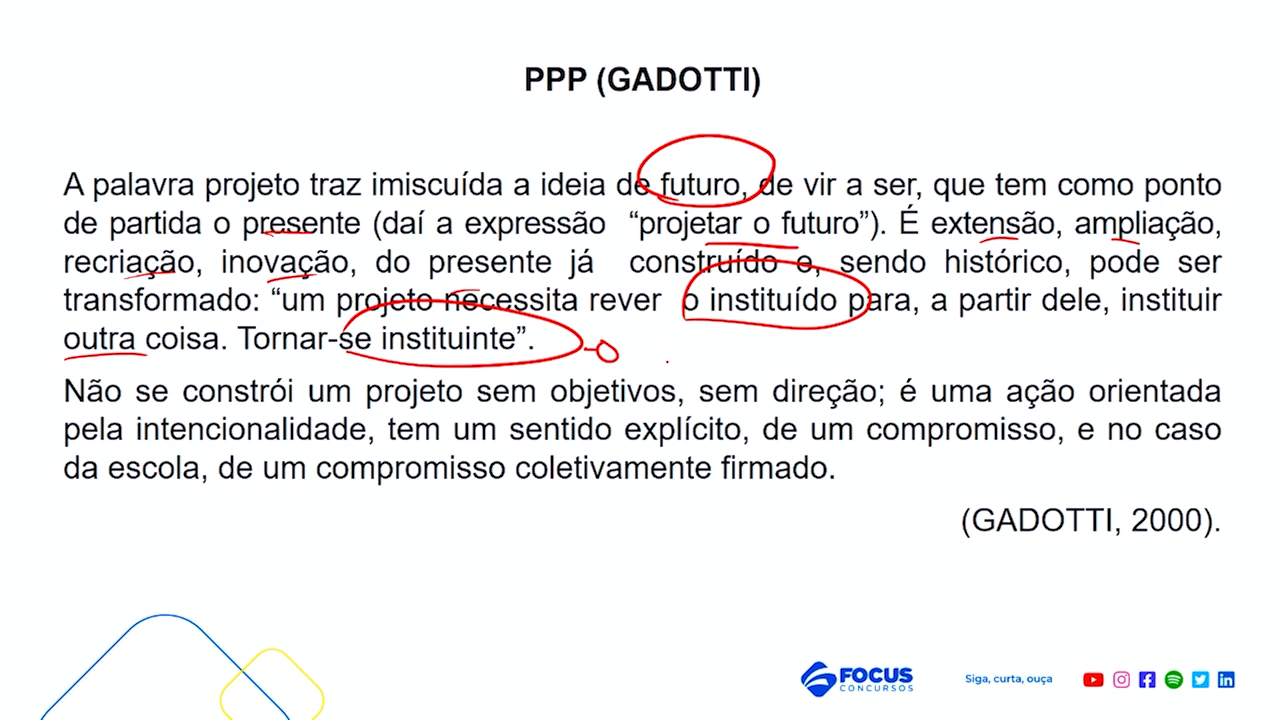 PPP (GADOTTI)
A palavra projeto traz imiscuída a ideia de futuro, de vir a ser, que tem como ponto
de partida o presente (daí a expressão “projetar o futuro”). É extensão, ampliação,
recriação, inovação, do presente já construído e, sendo histórico, pode ser
transformado: “um projeto necessita rever o instituído para, a partir dele, instituir
outra coisa. Tornar-se instituinte”.
Não se constrói um projeto sem objetivos, sem direção; é uma ação orientada
pela intencionalidade, tem um sentido explícito, de um compromisso, e no caso
da escola, de um compromisso coletivamente firmado.
(GADOTTI, 2000).
FOCUS
CONCURSOS
Siga, curta, ouça